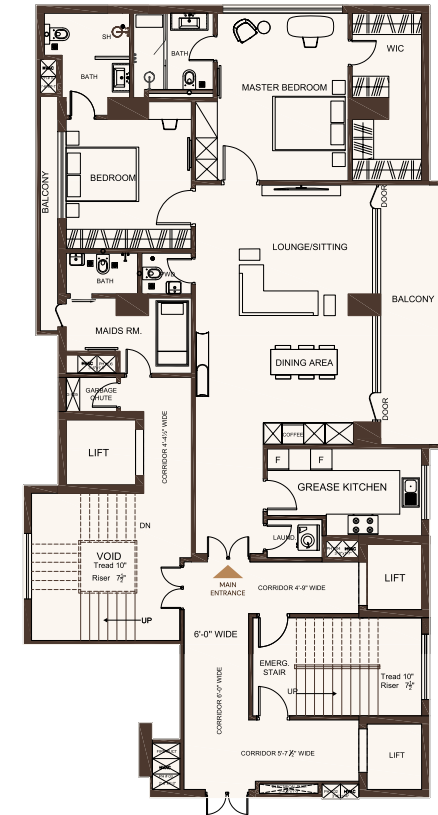 SH
BATH
BATH
WIC
MASTER BEDROOM
BEDROOM
BALCONY
DOOR
LOUNGE/SITTING
BATH
BALCONY
MAIDS RM.
DINING AREA
GARBAGE
CHUTE
DOOR
COFFEE
CORRIDOR 4'-4½" WIDE
LIFT
F
F
GREASE KITCHEN
DN
LAUND.
VOID
Tread 10"
Riser 7½"
MAIN
ENTRANCE
CORRIDOR 4'-9" WIDE
LIFT
UP
6'-0" WIDE
EMERG.
STAIR
Tread 10"
Riser 7½"
UP
CORRIDOR 6'-0" WIDE
CORRIDOR 5'-7 ½" WIDE
LIFT